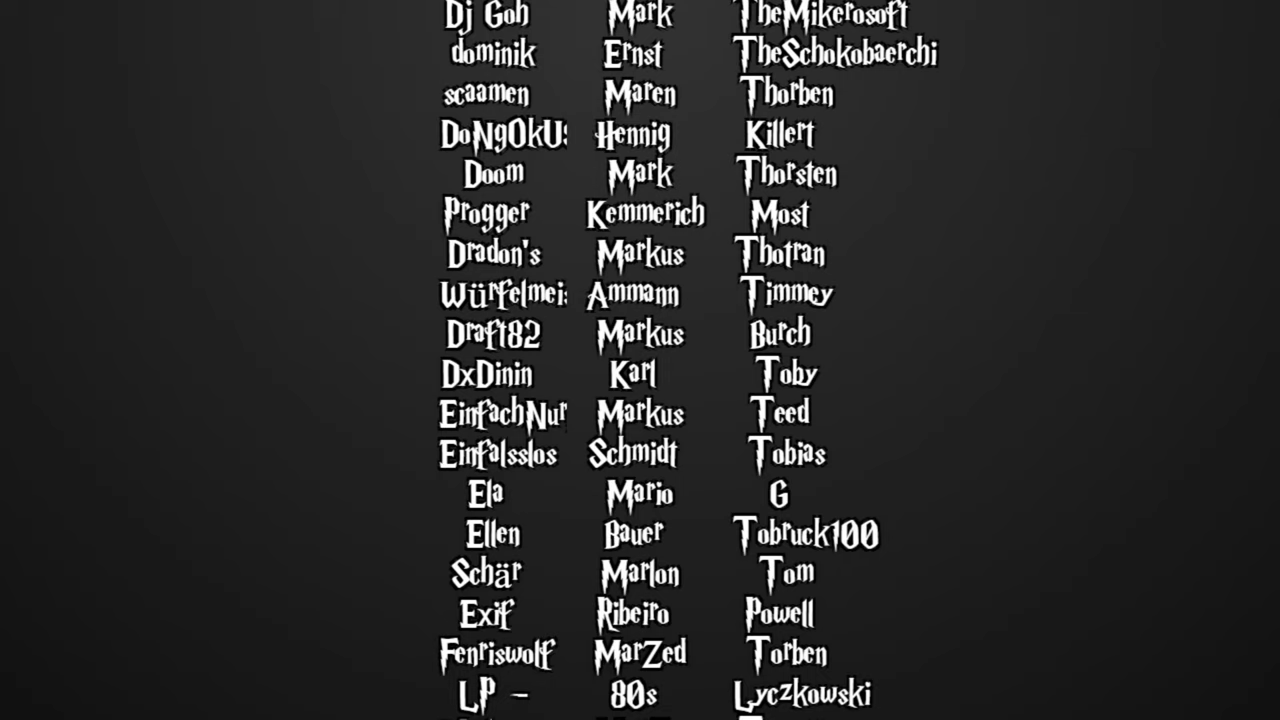 Dj Goh Mark TheMikerosoft
dominik Ernst TheSchokobaerchi
scaamen Maren Thorben
Hennig Killert
Doom Mark Thorsten
Progger Kemmerich Most
Dradon's Markus Thotran
Ammann Timmey
Draft82 Markus Burch
DxDinin Karl Toby
EinfachNur Markus Teed
Einfalsslos Schmidt Tobias
Ela Mario G
Ellen Bauer Tobruck100
Schär Marlon Tom
Exif Ribeiro Powell
Fenriswolf MarZed Torben
LP - 80s Lyczkowski